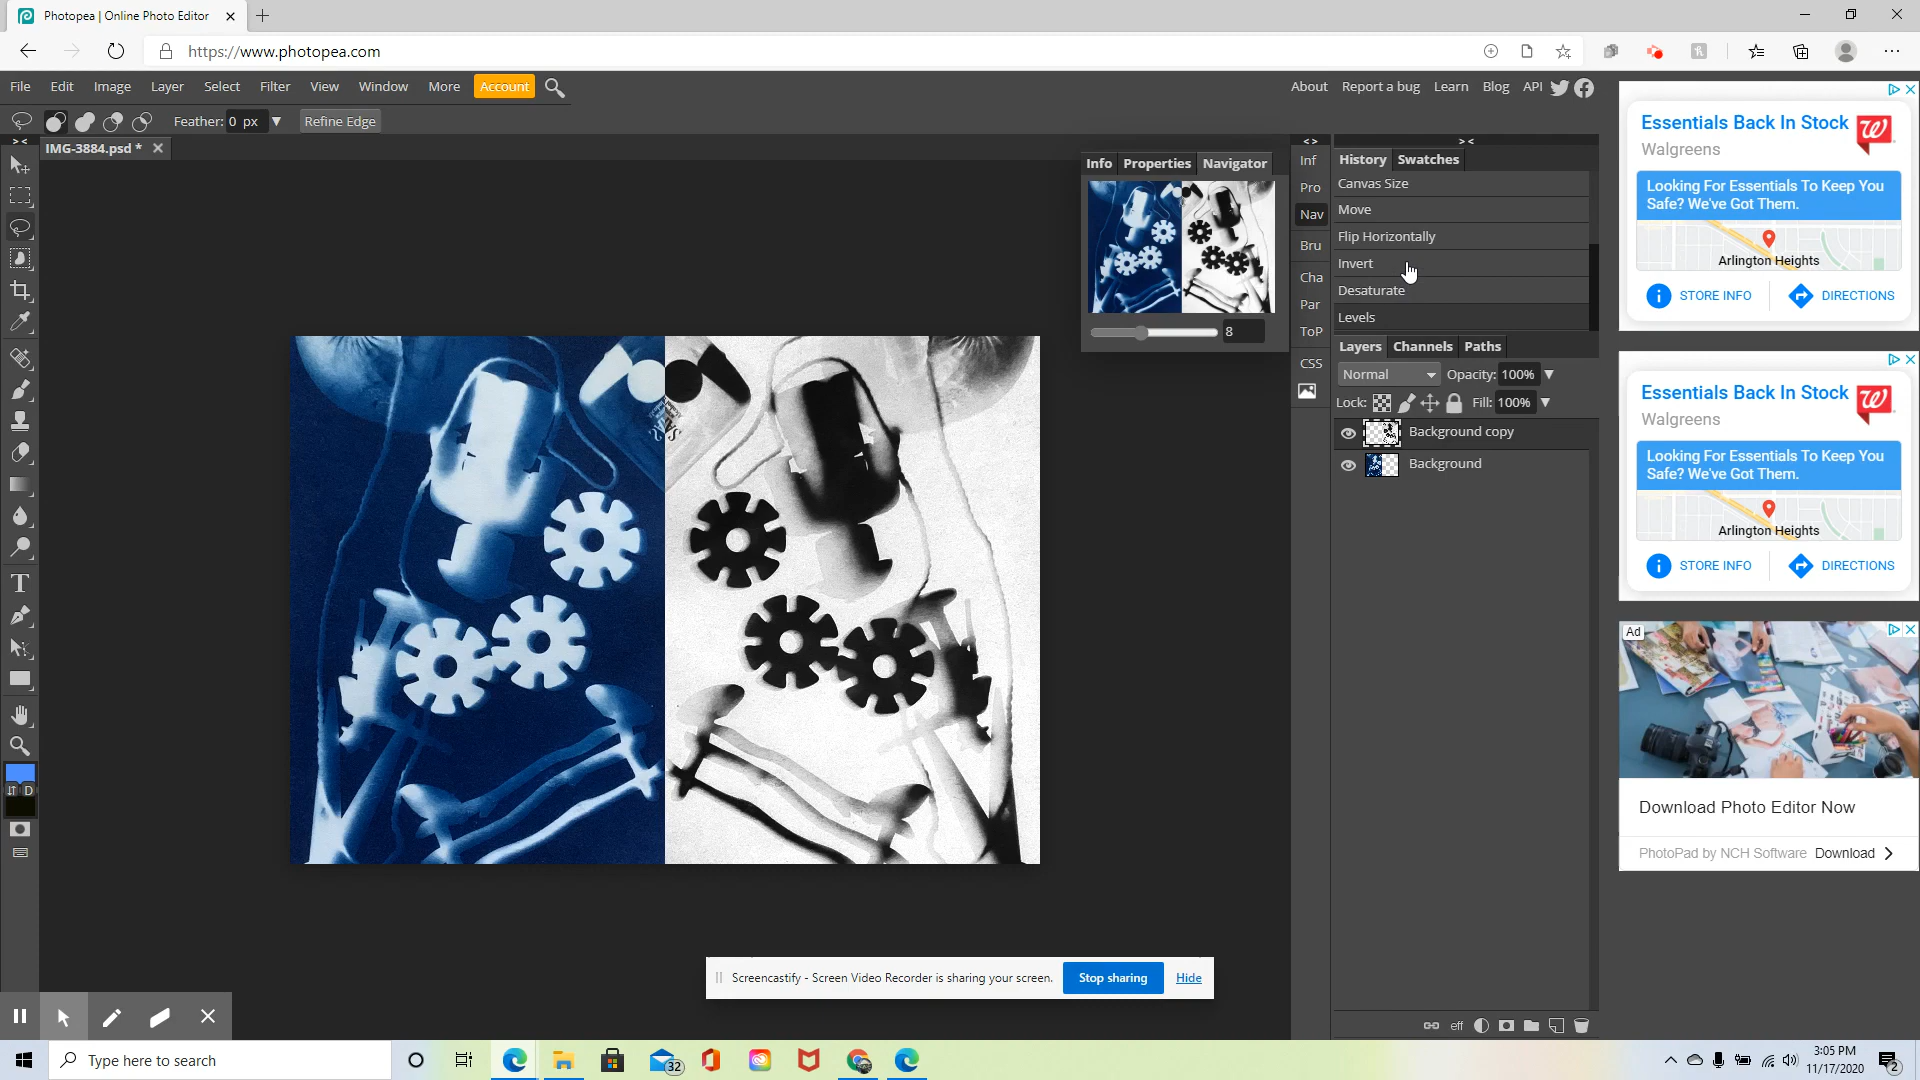 Photopea | Online Photo Editor
https://www.photopea.com
File Edit Image Layer Select Filter View Window More Account
About Report a bug Learn Blog API
Feather: 0 px Refine Edge
IMG-3884.psd *
Info Properties Navigator
8
Inf
Pro
Nav
Bru
Cha
Par
ToP
CSS
History Swatches
Canvas Size
Move
Flip Horizontally
Invert
Desaturate
Levels
Layers Channels Paths
Normal Opacity: 100%
Lock: Fill: 100%
Background copy
Background
eff
D
Essentials Back In Stock
Walgreens
Looking For Essentials To Keep You
Safe? We've Got Them.
Arlington Heights
STORE INFO DIRECTIONS
Essentials Back In Stock
Walgreens
Looking For Essentials To Keep You
Safe? We've Got Them.
Arlington Heights
STORE INFO DIRECTIONS
Ad
Download Photo Editor Now
PhotoPad by NCH Software Download
Screencastify - Screen Video Recorder is sharing your screen. Stop sharing Hide
Type here to search
32
3:05 PM
11/17/2020
2